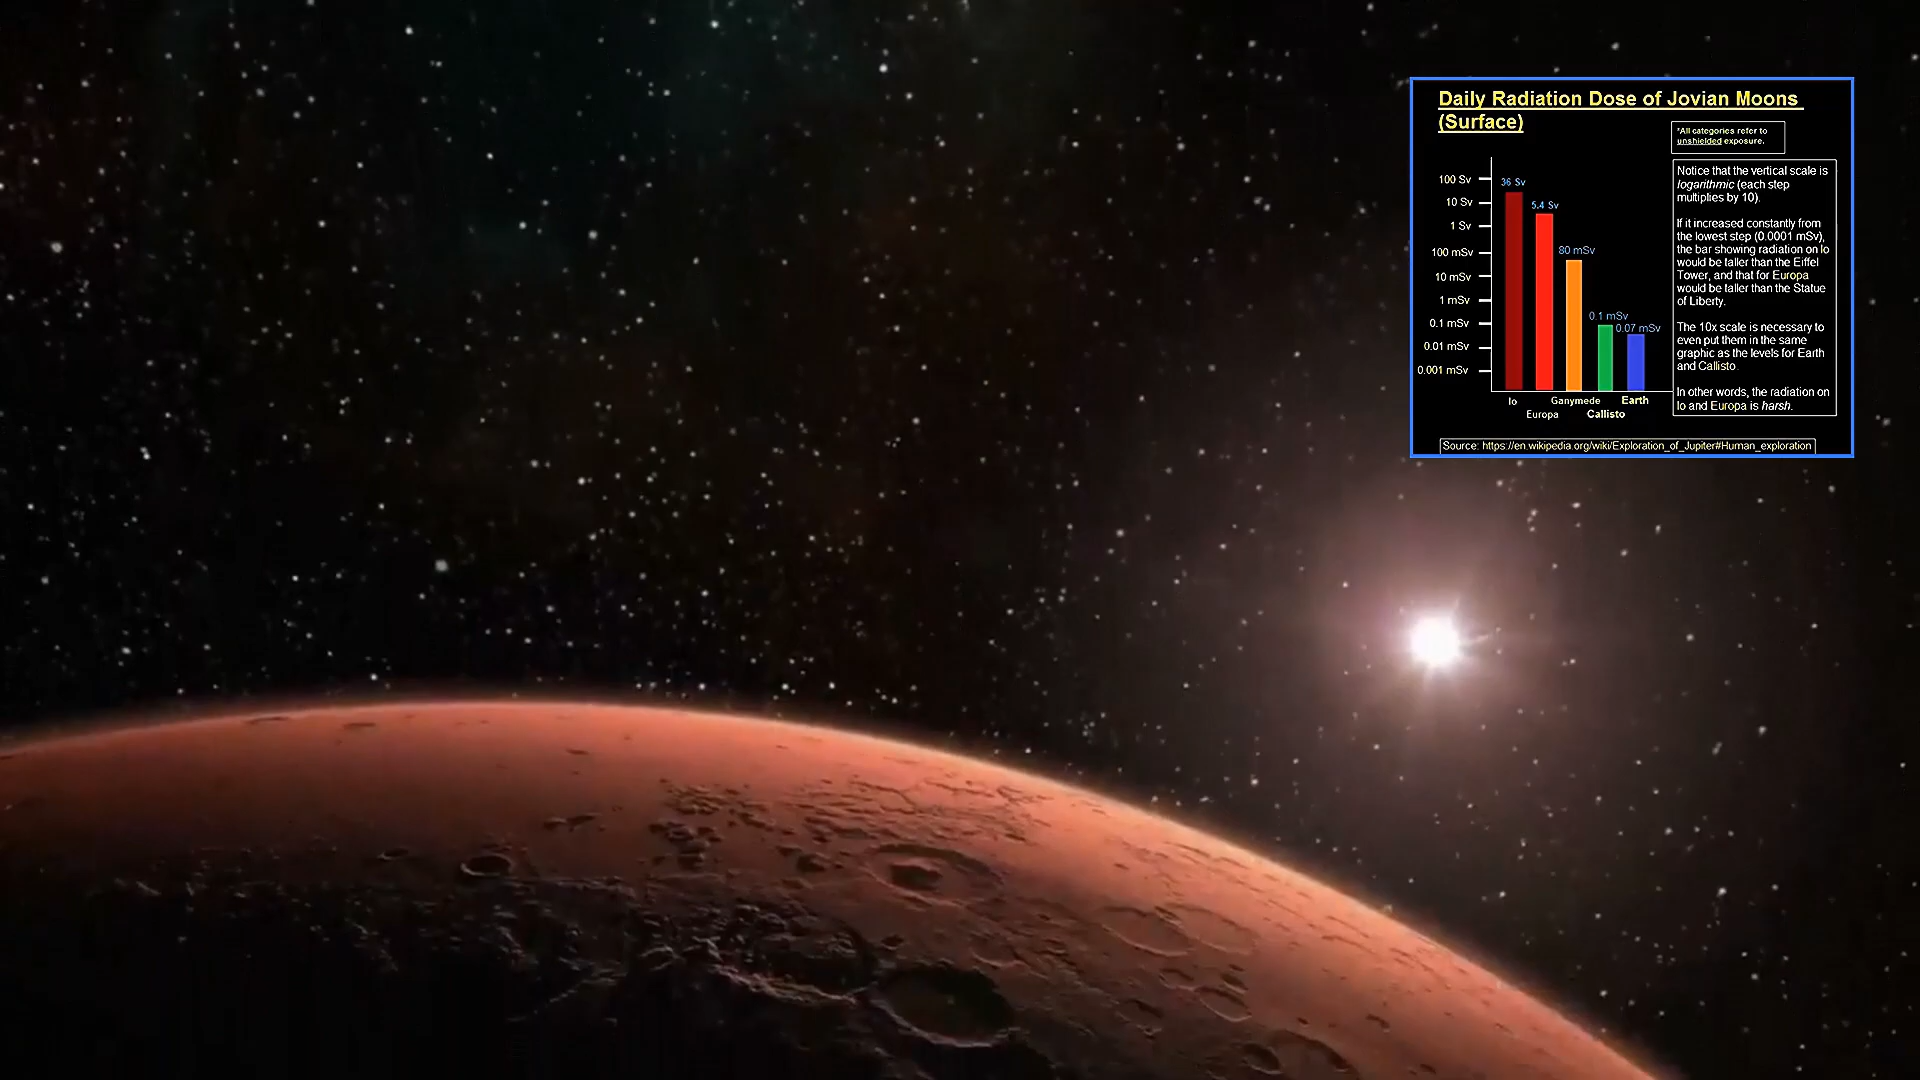 Daily Radiation Dose of Jovian Moons
(Surface)
*All categories refer to
unshielded exposure.
100 Sv
10 Sv
1 Sv
100 mSv
10 mSv
1 mSv
0.1 mSv
0.01 mSv
0.001 mSv
36 Sv
5.4 Sv
80 mSv
0.1 mSv
0.07 mSv
Io
Europa
Ganymede
Callisto
Earth
Notice that the vertical scale is
logarithmic (each step
multiplies by 10).
If it increased constantly from
the lowest step (0.0001 mSv),
the bar showing radiation on Io
would be taller than the Eiffel
Tower, and that for Europa
would be taller than the Statue
of Liberty.
The 10x scale is necessary to
even put them in the same
graphic as the levels for Earth
and Callisto.
In other words, the radiation on
Io and Europa is harsh.
Source: https://en.wikipedia.org/wiki/Exploration_of_Jupiter#Human_exploration